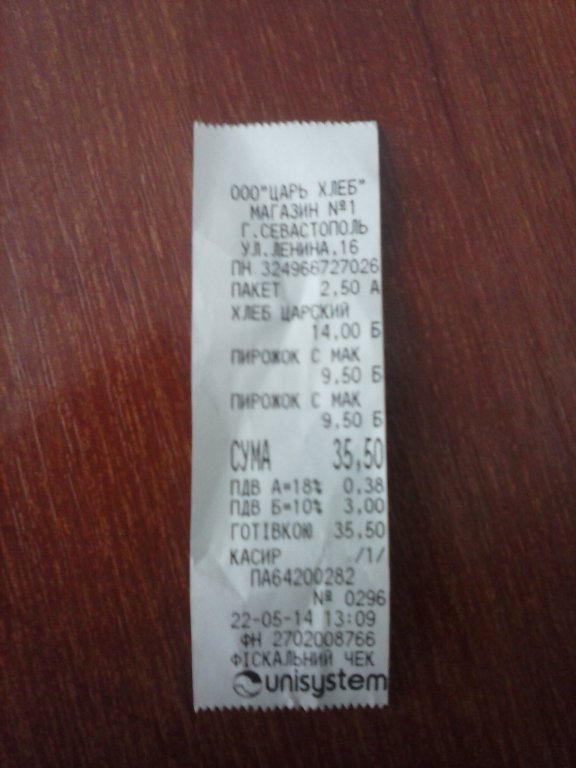 ООО"ЦАРЬ ХЛЕБ"
МАГАЗИН №1
Г.СЕВАСТОПОЛЬ
УЛ.ЛЕНИНА,16
ПН 324966727026
ПАКЕТ 2,50 А
ХЛЕБ ЦАРСКИЙ
14,00 Б
ПИРОЖОК С МАК
9,50 Б
ПИРОЖОК С МАК
9,50 Б
СУМА 35,50
ПДВ А=18% 0,38
ПДВ Б=10% 3,00
ГОТІВКОЮ 35,50
КАСИР /1/
ПА64200282
№ 0296
22-05-14 13:09
ФН 2702008766
ФІСКАЛЬНИЙ ЧЕК
unisystem